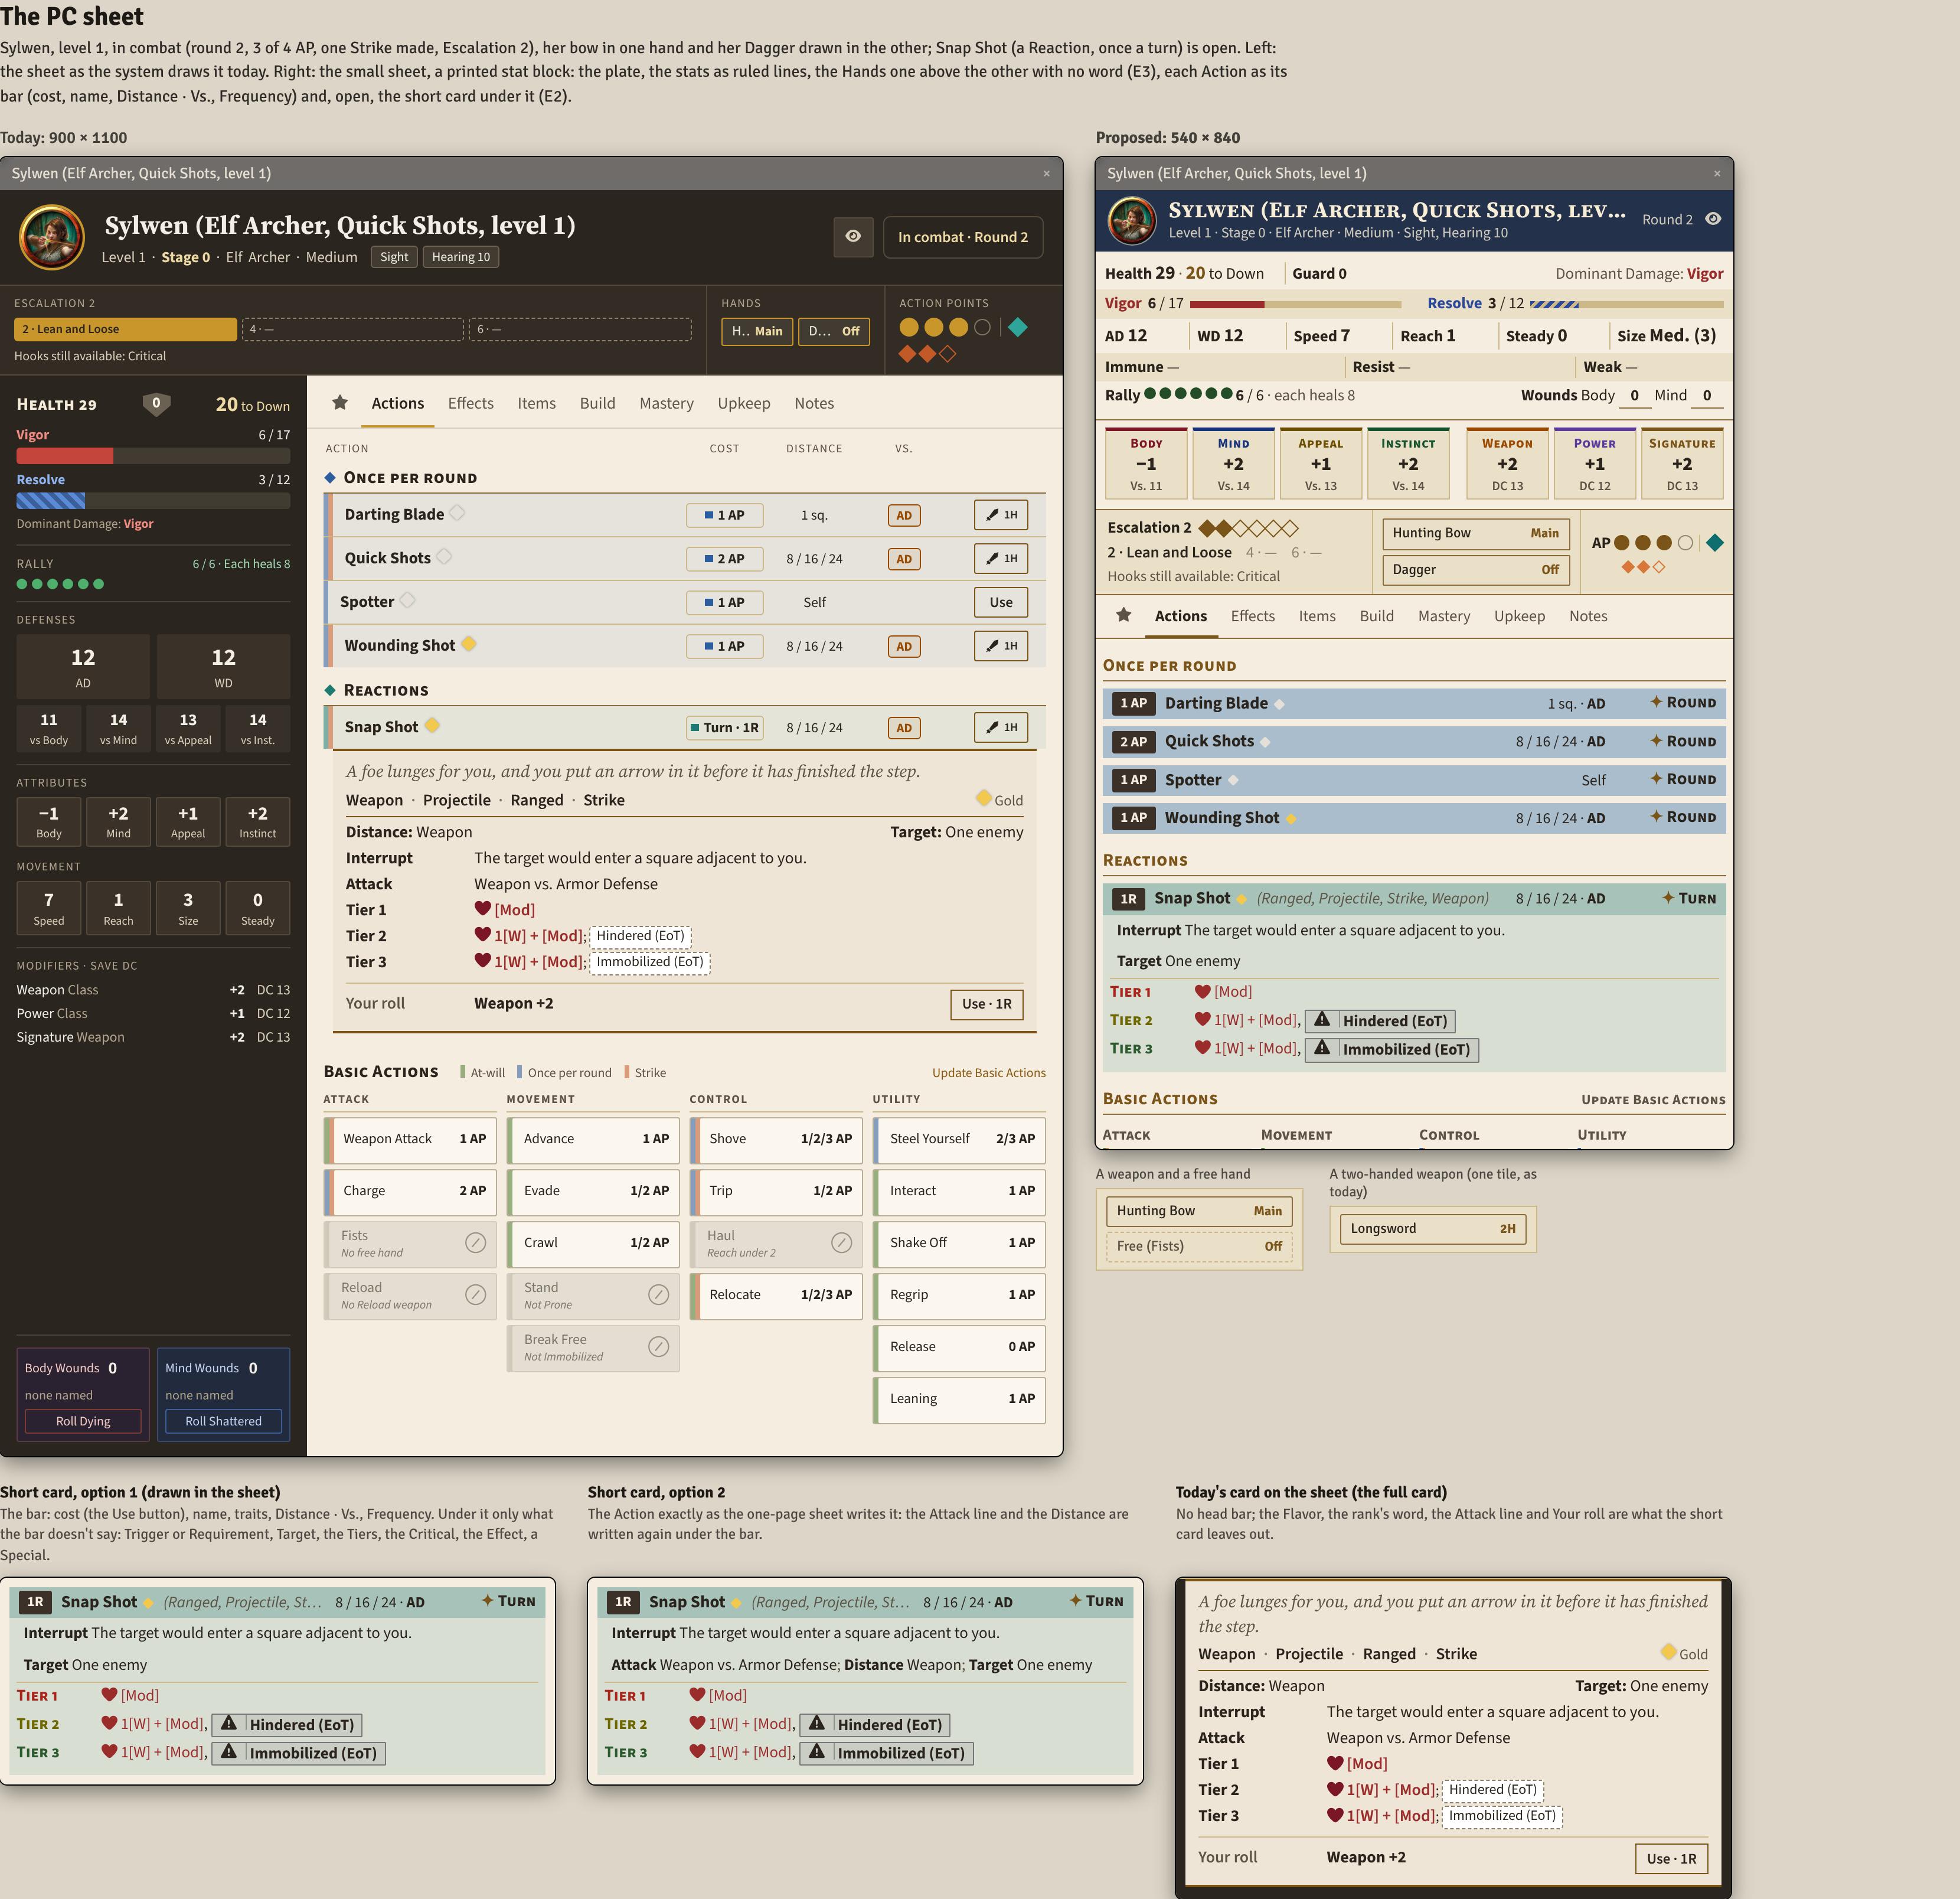 The PC sheet
Sylwen, level 1, in combat (round 2, 3 of 4 AP, one Strike made, Escalation 2), her bow in one hand and her Dagger drawn in the other; Snap Shot (a Reaction, once a turn) is open. Left:
the sheet as the system draws it today. Right: the small sheet, a printed stat block: the plate, the stats as ruled lines, the Hands one above the other with no word (E3), each Action as its
bar (cost, name, Distance · Vs., Frequency) and, open, the short card under it (E2).
Today: 900 × 1100
Sylwen (Elf Archer, Quick Shots, level 1) ×
Sylwen (Elf Archer, Quick Shots, level 1)
Level 1 · Stage 0 · Elf Archer · Medium Sight Hearing 10
In combat · Round 2
ESCALATION 2
2 · Lean and Loose 4 · — 6 · —
Hooks still available: Critical
HANDS
H.. Main D... Off
ACTION POINTS
HEALTH 29 0 20 to Down
Vigor 6 / 17
Resolve 3 / 12
Dominant Damage: Vigor
RALLY 6 / 6 · Each heals 8
DEFENSES
12 12
AD WD
11 14 13 14
vs Body vs Mind vs Appeal vs Inst.
ATTRIBUTES
−1 +2 +1 +2
Body Mind Appeal Instinct
MOVEMENT
7 1 3 0
Speed Reach Size Steady
MODIFIERS · SAVE DC
Weapon Class +2 DC 13
Power Class +1 DC 12
Signature Weapon +2 DC 13
Body Wounds 0 Mind Wounds 0
none named none named
Roll Dying Roll Shattered
Actions Effects Items Build Mastery Upkeep Notes
ACTION COST DISTANCE VS.
ONCE PER ROUND
Darting Blade 1 AP 1 sq. AD 1H
Quick Shots 2 AP 8 / 16 / 24 AD 1H
Spotter 1 AP Self Use
Wounding Shot 1 AP 8 / 16 / 24 AD 1H
REACTIONS
Snap Shot Turn · 1R 8 / 16 / 24 AD 1H
A foe lunges for you, and you put an arrow in it before it has finished the step.
Weapon · Projectile · Ranged · Strike Gold
Distance: Weapon Target: One enemy
Interrupt The target would enter a square adjacent to you.
Attack Weapon vs. Armor Defense
Tier 1 [Mod]
Tier 2 1[W] + [Mod]; Hindered (EoT)
Tier 3 1[W] + [Mod]; Immobilized (EoT)
Your roll Weapon +2 Use · 1R
BASIC ACTIONS At-will Once per round Strike Update Basic Actions
ATTACK MOVEMENT CONTROL UTILITY
Weapon Attack 1 AP Advance 1 AP Shove 1/2/3 AP Steel Yourself 2/3 AP
Charge 2 AP Evade 1/2 AP Trip 1/2 AP Interact 1 AP
Fists No free hand Crawl 1/2 AP Haul Reach under 2 Shake Off 1 AP
Reload No Reload weapon Stand Not Prone Relocate 1/2/3 AP Regrip 1 AP
Break Free Not Immobilized Release 0 AP
Leaning 1 AP
Proposed: 540 × 840
Sylwen (Elf Archer, Quick Shots, level 1) ×
SYLWEN (ELF ARCHER, QUICK SHOTS, LEV... Round 2
Level 1 · Stage 0 · Elf Archer · Medium · Sight, Hearing 10
Health 29 · 20 to Down Guard 0 Dominant Damage: Vigor
Vigor 6 / 17 Resolve 3 / 12
AD 12 WD 12 Speed 7 Reach 1 Steady 0 Size Med. (3)
Immune — Resist — Weak —
Rally 6 / 6 · each heals 8 Wounds Body 0 Mind 0
BODY MIND APPEAL INSTINCT WEAPON POWER SIGNATURE
−1 +2 +1 +2 +2 +1 +2
Vs. 11 Vs. 14 Vs. 13 Vs. 14 DC 13 DC 12 DC 13
Escalation 2
2 · Lean and Loose 4 · — 6 · —
Hooks still available: Critical
Hunting Bow Main
Dagger Off
AP
Actions Effects Items Build Mastery Upkeep Notes
ONCE PER ROUND
1 AP Darting Blade 1 sq. · AD ROUND
2 AP Quick Shots 8 / 16 / 24 · AD ROUND
1 AP Spotter Self ROUND
1 AP Wounding Shot 8 / 16 / 24 · AD ROUND
REACTIONS
1R Snap Shot (Ranged, Projectile, Strike, Weapon) 8 / 16 / 24 · AD TURN
Interrupt The target would enter a square adjacent to you.
Target One enemy
TIER 1 [Mod]
TIER 2 1[W] + [Mod], Hindered (EoT)
TIER 3 1[W] + [Mod], Immobilized (EoT)
BASIC ACTIONS UPDATE BASIC ACTIONS
ATTACK MOVEMENT CONTROL UTILITY
A weapon and a free hand
Hunting Bow Main
Free (Fists) Off
A two-handed weapon (one tile, as
today)
Longsword 2H
Short card, option 1 (drawn in the sheet)
The bar: cost (the Use button), name, traits, Distance · Vs., Frequency. Under it only what
the bar doesn't say: Trigger or Requirement, Target, the Tiers, the Critical, the Effect, a
Special.
1R Snap Shot (Ranged, Projectile, St... 8 / 16 / 24 · AD TURN
Interrupt The target would enter a square adjacent to you.
Target One enemy
TIER 1 [Mod]
TIER 2 1[W] + [Mod], Hindered (EoT)
TIER 3 1[W] + [Mod], Immobilized (EoT)
Short card, option 2
The Action exactly as the one-page sheet writes it: the Attack line and the Distance are
written again under the bar.
1R Snap Shot (Ranged, Projectile, St... 8 / 16 / 24 · AD TURN
Interrupt The target would enter a square adjacent to you.
Attack Weapon vs. Armor Defense; Distance Weapon; Target One enemy
TIER 1 [Mod]
TIER 2 1[W] + [Mod], Hindered (EoT)
TIER 3 1[W] + [Mod], Immobilized (EoT)
Today's card on the sheet (the full card)
No head bar; the Flavor, the rank's word, the Attack line and Your roll are what the short
card leaves out.
A foe lunges for you, and you put an arrow in it before it has finished
the step.
Weapon · Projectile · Ranged · Strike Gold
Distance: Weapon Target: One enemy
Interrupt The target would enter a square adjacent to you.
Attack Weapon vs. Armor Defense
Tier 1 [Mod]
Tier 2 1[W] + [Mod]; Hindered (EoT)
Tier 3 1[W] + [Mod]; Immobilized (EoT)
Your roll Weapon +2 Use · 1R